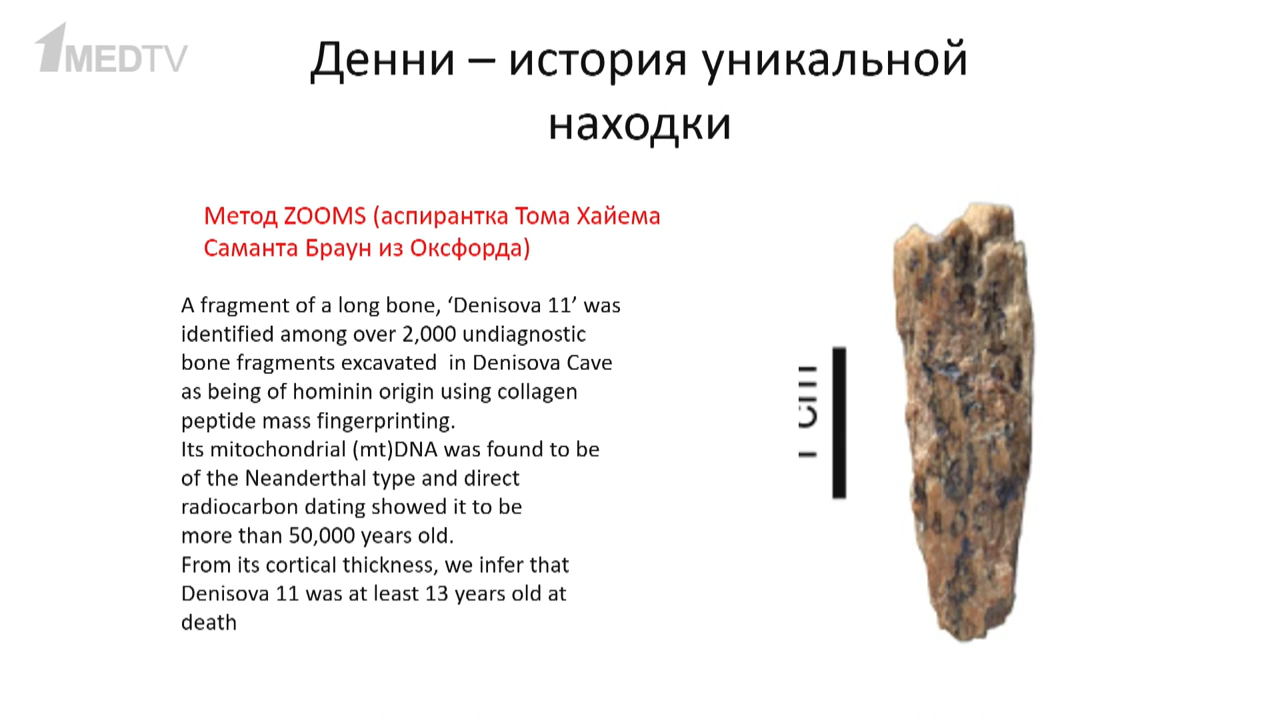 1MEDTV
Денни – история уникальной
находки
Метод ZOOMS (аспирантка Тома Хайема
Саманта Браун из Оксфорда)
A fragment of a long bone, ‘Denisova 11’ was
identified among over 2,000 undiagnostic
bone fragments excavated  in Denisova Cave
as being of hominin origin using collagen
peptide mass fingerprinting.
Its mitochondrial (mt)DNA was found to be
of the Neanderthal type and direct
radiocarbon dating showed it to be
more than 50,000 years old.
From its cortical thickness, we infer that
Denisova 11 was at least 13 years old at
death
1 cm